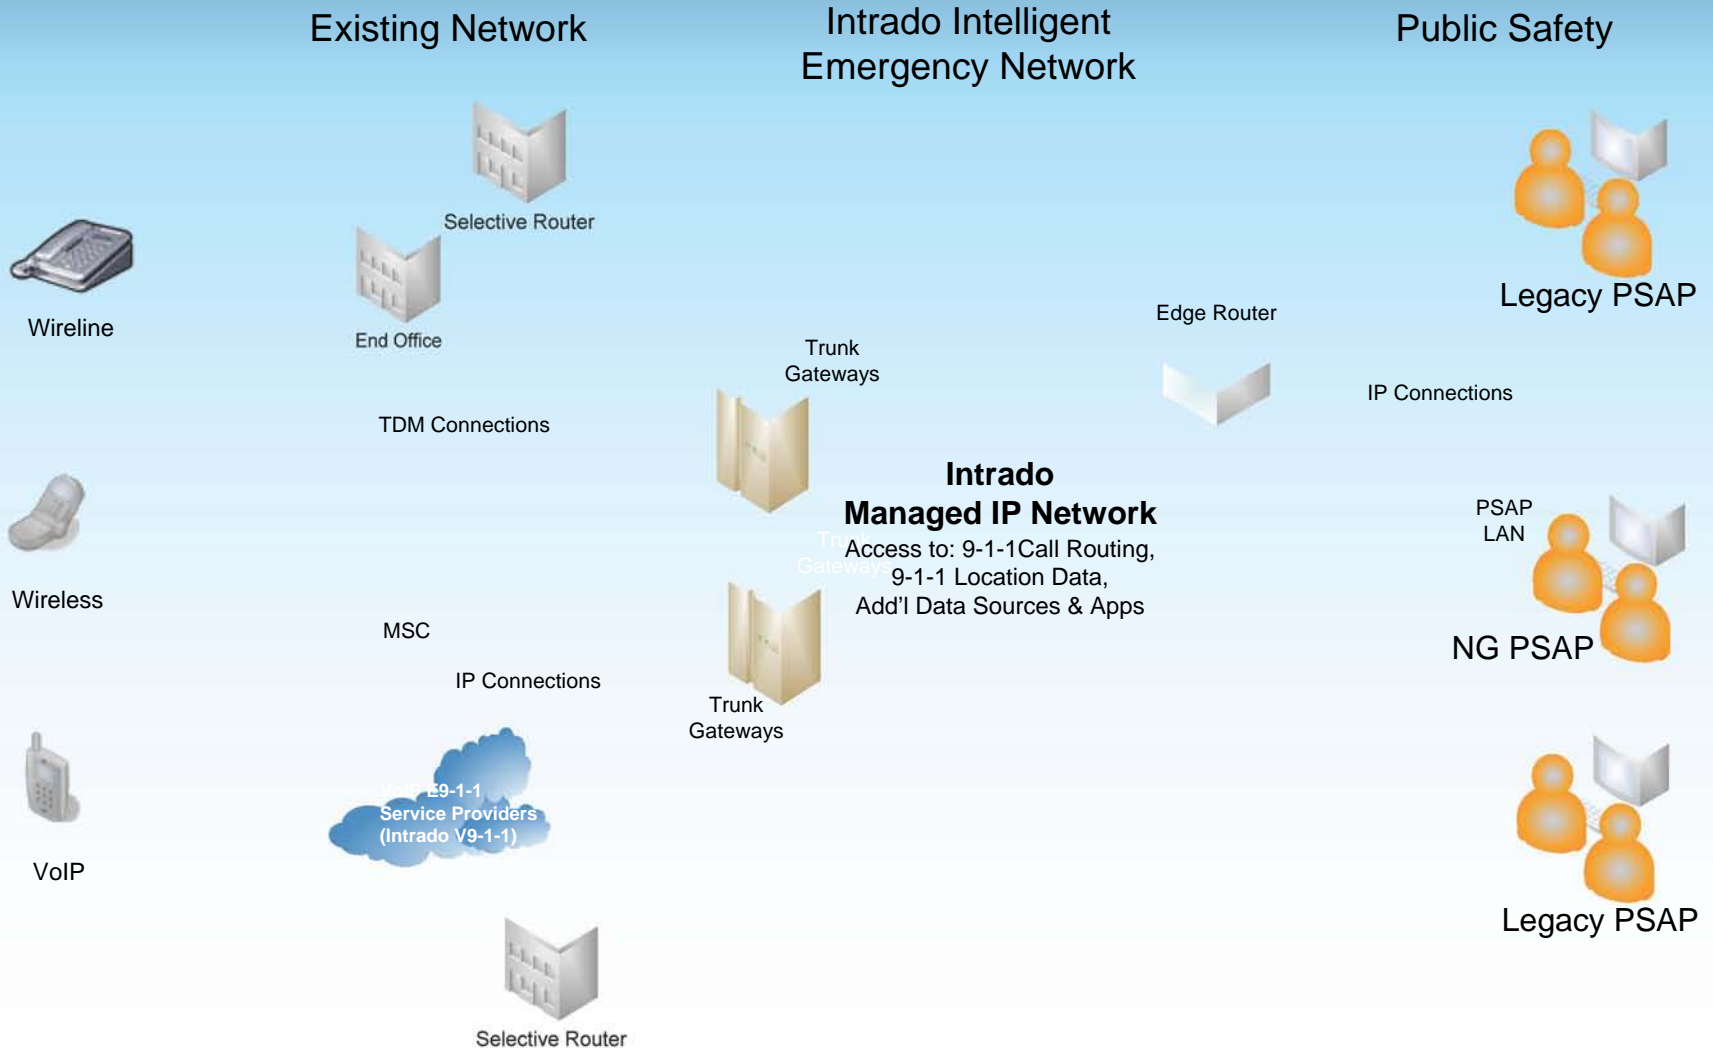 Existing Network
Intrado Intelligent
Emergency Network
Public Safety
Selective Router
Wireline
End Office
Legacy PSAP
Edge Router
Trunk
Gateways
IP Connections
TDM Connections
Intrado
Managed IP Network
Trunk
Gateways
Access to: 9-1-1Call Routing,
9-1-1 Location Data,
Add'l Data Sources & Apps
PSAP
LAN
Wireless
MSC
NG PSAP
IP Connections
Trunk
Gateways
VoIP E9-1-1
Service Providers
(Intrado V9-1-1)
VoIP
Legacy PSAP
Selective Router